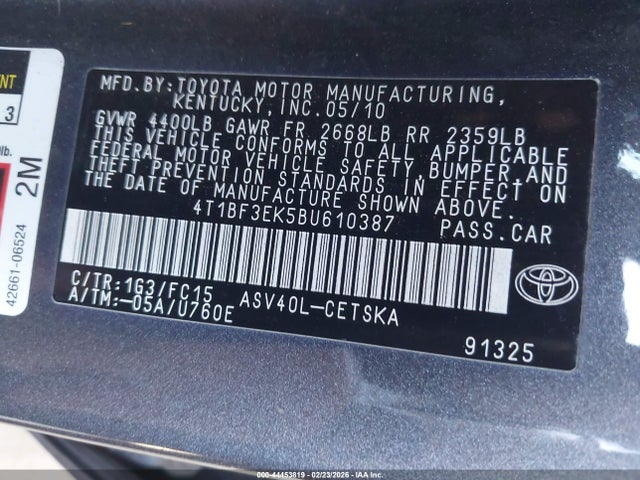 MFD.BY:TOYOTA MOTOR MANUFACTURING,
KENTUCKY,INC.05/10
GVWR 4400LB GAWR FR 2668LB RR 2359LB
THIS VEHICLE CONFORMS TO ALL APPLICABLE
FEDERAL MOTOR VEHICLE SAFETY,BUMPER,AND
THEFT PREVENTION STANDARDS IN EFFECT ON
THE DATE OF MANUFACTURE SHOWN ABOVE.
4T1BF3EK5BU610387 PASS.CAR
C/TR:1G3/FC15 ASV40L-CETSKA
A/TM:-05A/U760E
TOYOTA
91325
3
lb.
2M
42661-06524
000-44453819 - 02/23/2026 - IAA Inc.